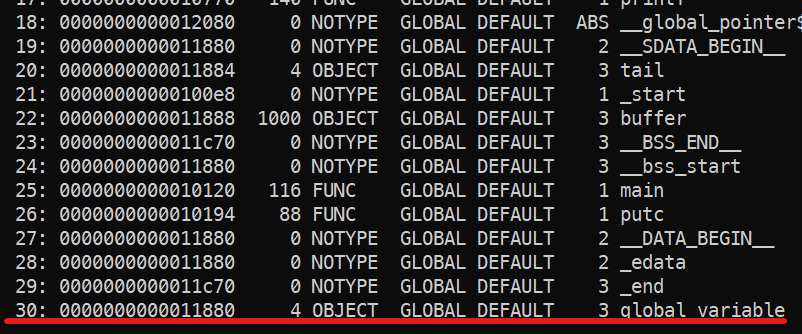 17: 0000000000010770 140 FUNC GLOBAL DEFAULT 1 printf
18: 0000000000012080 0 NOTYPE GLOBAL DEFAULT ABS __global_pointer$
19: 0000000000011880 0 NOTYPE GLOBAL DEFAULT 2 __SDATA_BEGIN__
20: 0000000000011884 4 OBJECT GLOBAL DEFAULT 3 tail
21: 00000000000100e8 0 NOTYPE GLOBAL DEFAULT 1 _start
22: 0000000000011888 1000 OBJECT GLOBAL DEFAULT 3 buffer
23: 0000000000011c70 0 NOTYPE GLOBAL DEFAULT 3 __BSS_END__
24: 0000000000011880 0 NOTYPE GLOBAL DEFAULT 3 __bss_start
25: 0000000000010120 116 FUNC GLOBAL DEFAULT 1 main
26: 0000000000010194 88 FUNC GLOBAL DEFAULT 1 putc
27: 0000000000011880 0 NOTYPE GLOBAL DEFAULT 2 __DATA_BEGIN__
28: 0000000000011880 0 NOTYPE GLOBAL DEFAULT 2 _edata
29: 0000000000011c70 0 NOTYPE GLOBAL DEFAULT 3 _end
30: 0000000000011880 4 OBJECT GLOBAL DEFAULT 3 global_variable